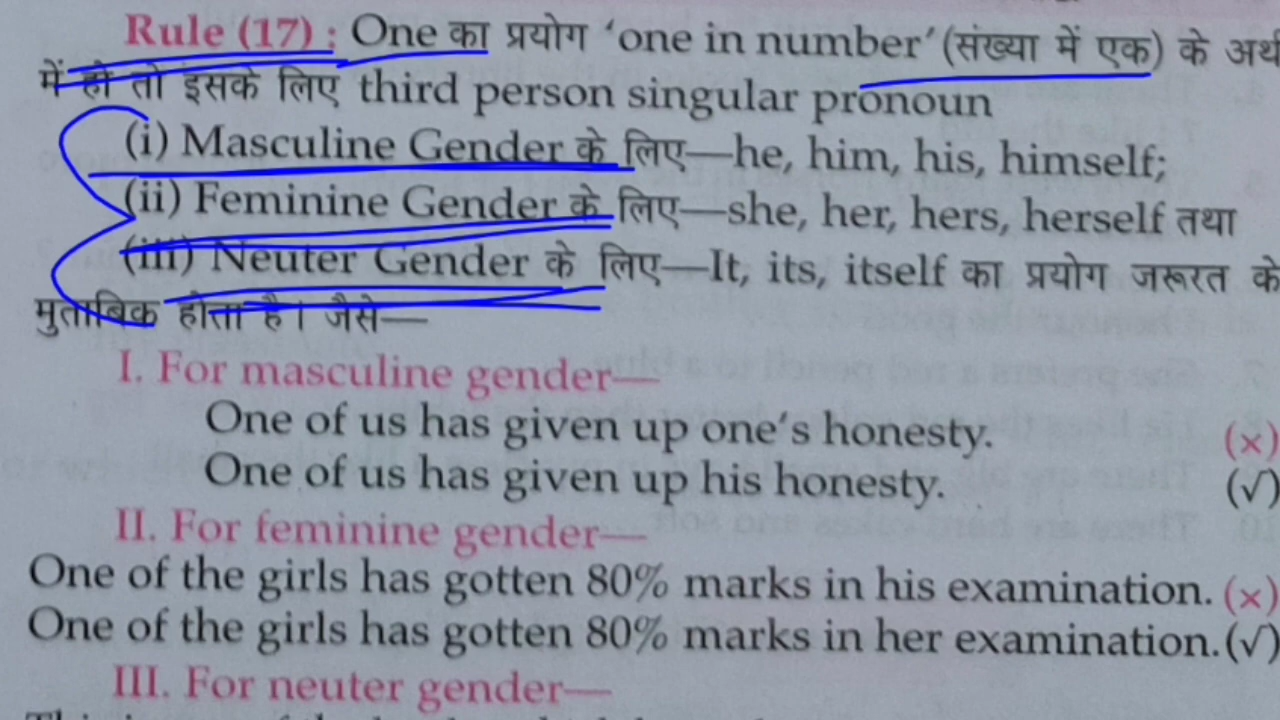 Rule (17) : One का प्रयोग ‘one in number’ (संख्या में एक) के अर्थ
में हो तो इसके लिए third person singular pronoun
(i) Masculine Gender के लिए—he, him, his, himself;
(ii) Feminine Gender के लिए—she, her, hers, herself तथा
(iii) Neuter Gender के लिए—It, its, itself का प्रयोग जरूरत के
मुताबिक होता है। जैसे—
I. For masculine gender—
One of us has given up one's honesty. (×)
One of us has given up his honesty. (√)
II. For feminine gender—
One of the girls has gotten 80% marks in his examination. (×)
One of the girls has gotten 80% marks in her examination. (√)
III. For neuter gender—